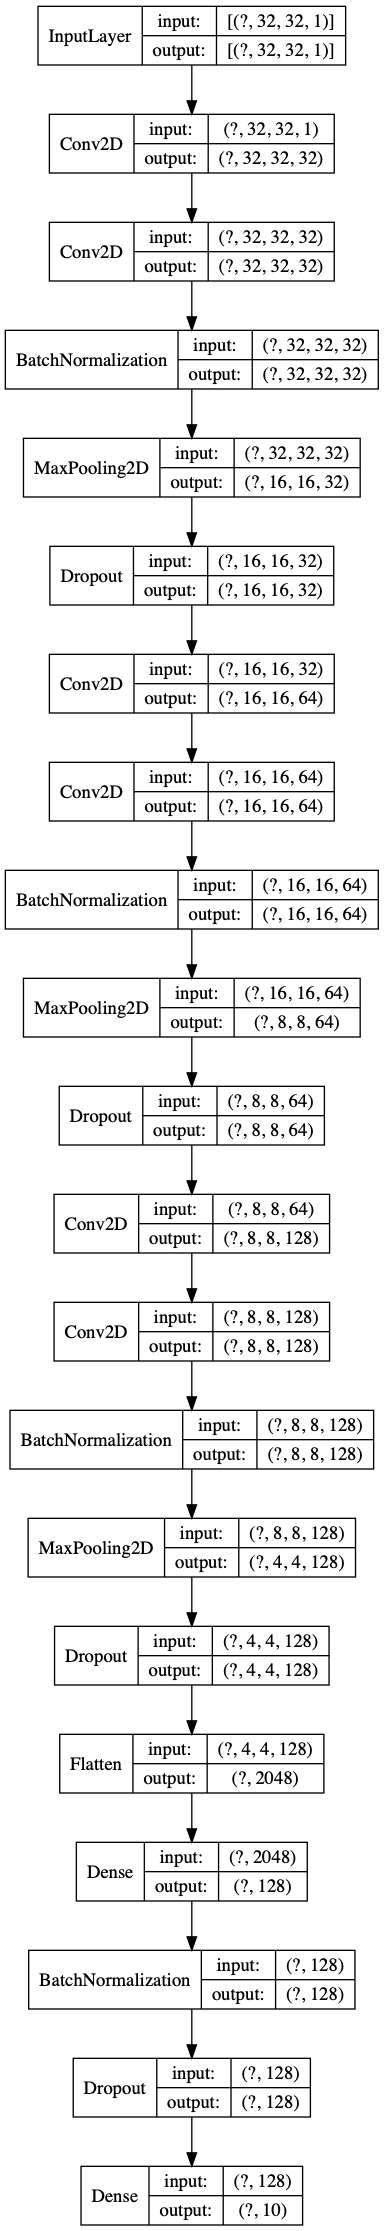 InputLayer
input: [(?, 32, 32, 1)]
output: [(?, 32, 32, 1)]
Conv2D
input: (?, 32, 32, 1)
output: (?, 32, 32, 32)
Conv2D
input: (?, 32, 32, 32)
output: (?, 32, 32, 32)
BatchNormalization
input: (?, 32, 32, 32)
output: (?, 32, 32, 32)
MaxPooling2D
input: (?, 32, 32, 32)
output: (?, 16, 16, 32)
Dropout
input: (?, 16, 16, 32)
output: (?, 16, 16, 32)
Conv2D
input: (?, 16, 16, 32)
output: (?, 16, 16, 64)
Conv2D
input: (?, 16, 16, 64)
output: (?, 16, 16, 64)
BatchNormalization
input: (?, 16, 16, 64)
output: (?, 16, 16, 64)
MaxPooling2D
input: (?, 16, 16, 64)
output: (?, 8, 8, 64)
Dropout
input: (?, 8, 8, 64)
output: (?, 8, 8, 64)
Conv2D
input: (?, 8, 8, 64)
output: (?, 8, 8, 128)
Conv2D
input: (?, 8, 8, 128)
output: (?, 8, 8, 128)
BatchNormalization
input: (?, 8, 8, 128)
output: (?, 8, 8, 128)
MaxPooling2D
input: (?, 8, 8, 128)
output: (?, 4, 4, 128)
Dropout
input: (?, 4, 4, 128)
output: (?, 4, 4, 128)
Flatten
input: (?, 4, 4, 128)
output: (?, 2048)
Dense
input: (?, 2048)
output: (?, 128)
BatchNormalization
input: (?, 128)
output: (?, 128)
Dropout
input: (?, 128)
output: (?, 128)
Dense
input: (?, 128)
output: (?, 10)